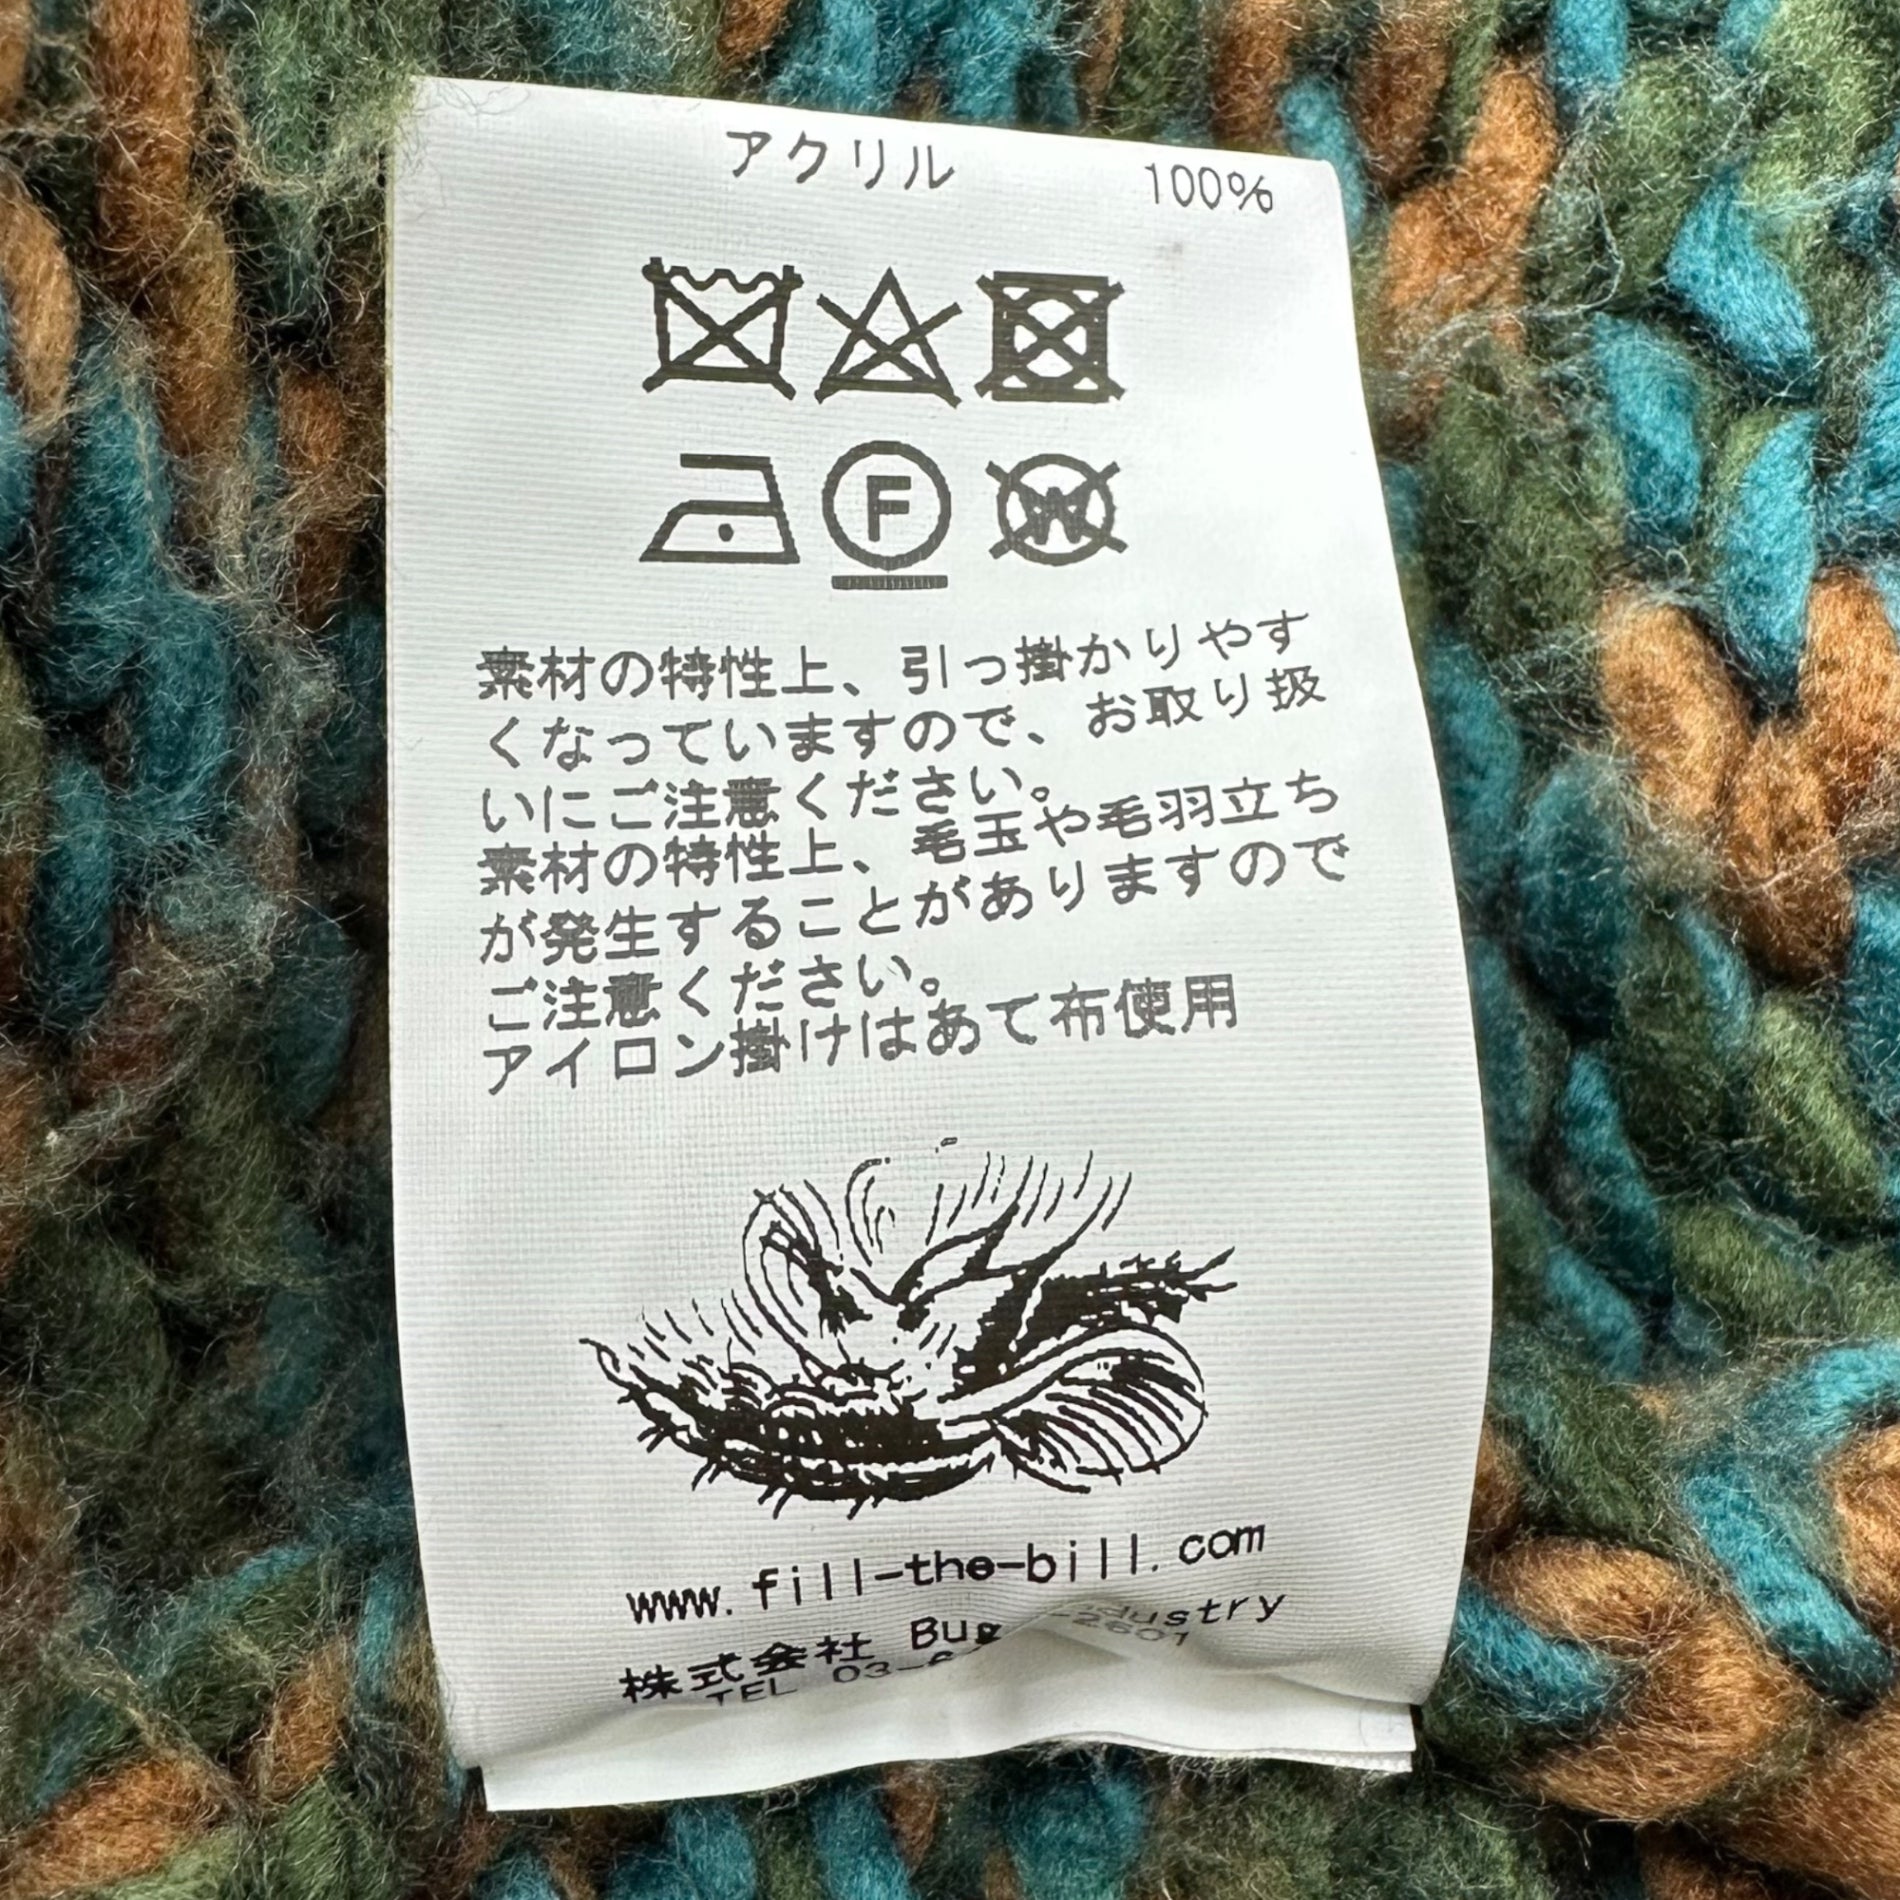 アクリル 100%
F W
素材の特性上、引っ掛かりやす
くなっていますので、お取り扱
いにご注意ください。
素材の特性上、毛玉や毛羽立ち
が発生することがありますので
ご注意ください。
アイロン掛けはあて布使用
www.fill-the-bill.com
株式会社 Bug
TEL 03-6